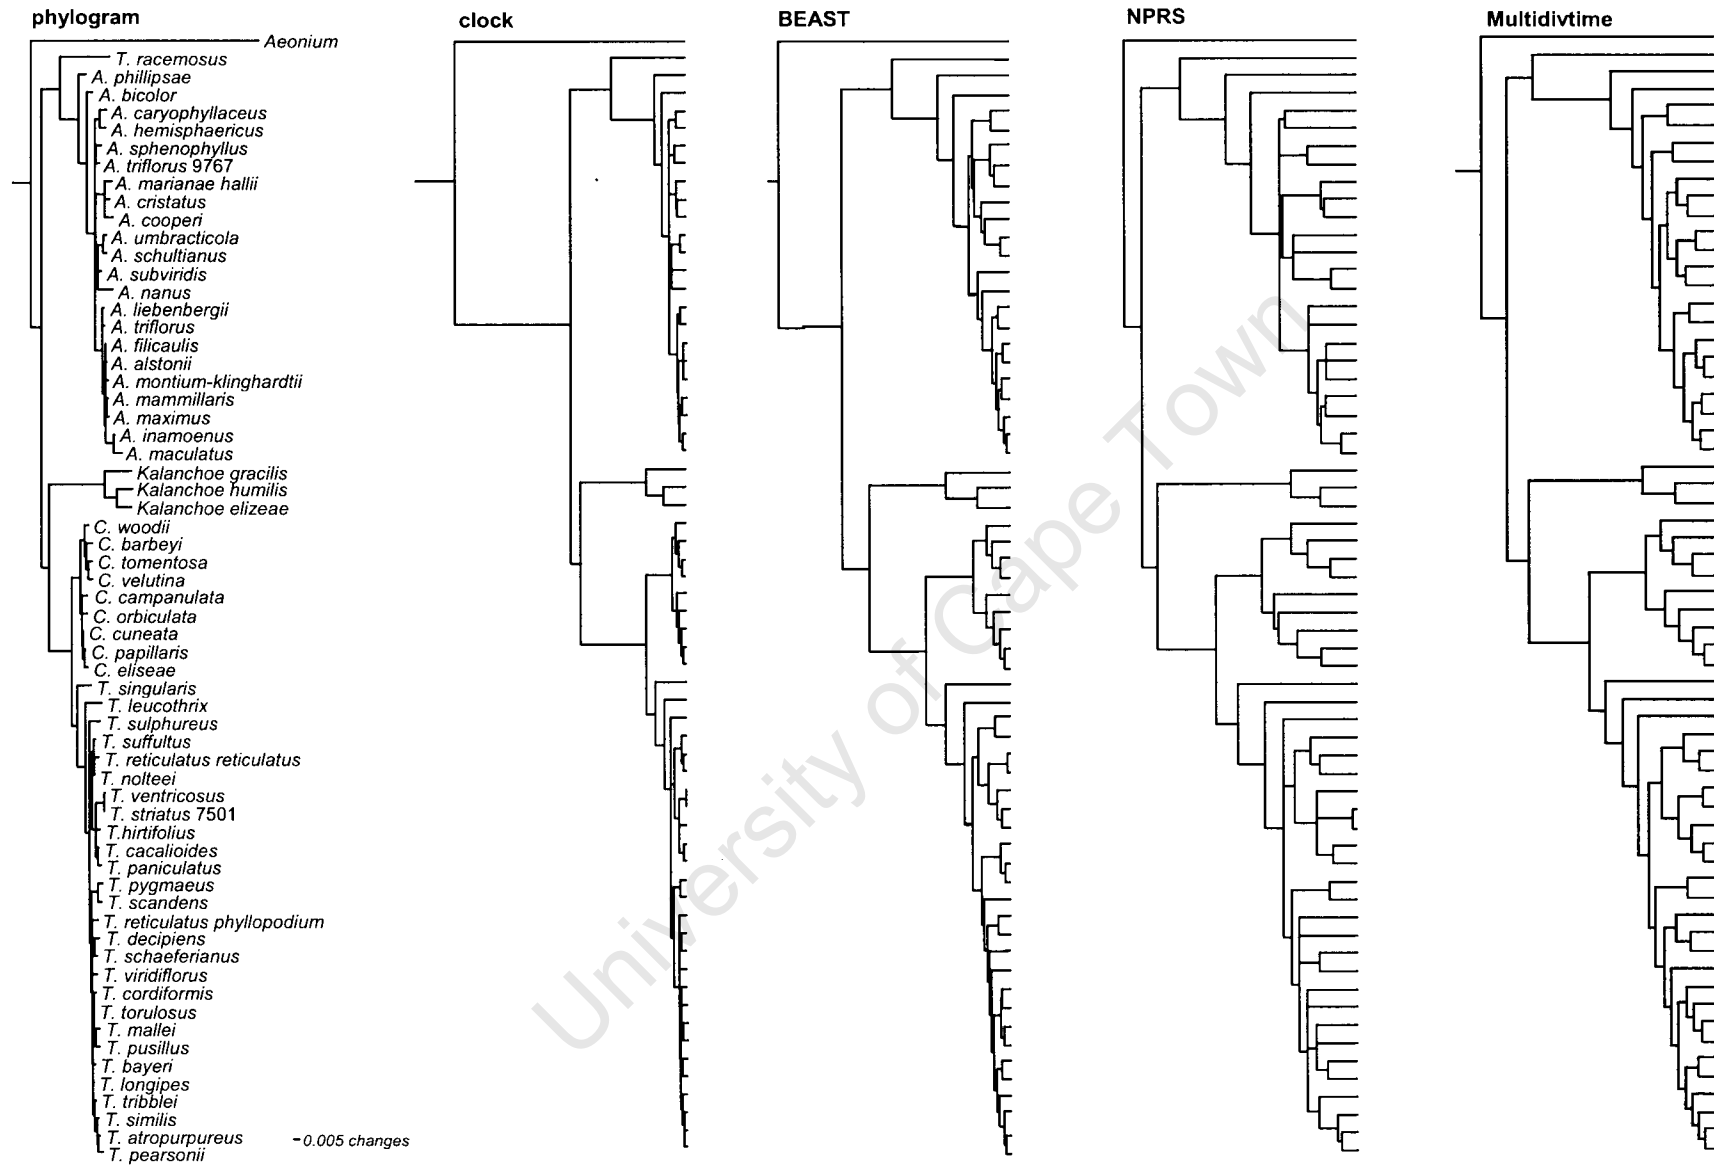 phylogram
clock
BEAST
NPRS
Multidivtime
Aeonium
T. racemosus
A. phillipsae
A. bicolor
A. caryophyllaceus
A. hemisphaericus
A. sphenophyllus
A. triflorus 9767
A. marianae hallii
A. cristatus
A. cooperi
A. umbracticola
A. schultianus
A. subviridis
A. nanus
A. liebenbergii
A. triflorus
A. filicaulis
A. alstonii
A. montium-klinghardtii
A. mammillaris
A. maximus
A. inamoenus
A. maculatus
Kalanchoe gracilis
Kalanchoe humilis
Kalanchoe elizeae
C. woodii
C. barbeyi
C. tomentosa
C. velutina
C. campanulata
C. orbiculata
C. cuneata
C. papillaris
C. eliseae
T. singularis
T. leucothrix
T. sulphureus
T. suffultus
T. reticulatus reticulatus
T. nolteei
T. ventricosus
T. striatus 7501
T.hirtifolius
T. cacalioides
T. paniculatus
T. pygmaeus
T. scandens
T. reticulatus phyllopodium
T. decipiens
T. schaeferianus
T. viridiflorus
T. cordiformis
T. torulosus
T. mallei
T. pusillus
T. bayeri
T. longipes
T. tribblei
T. similis
T. atropurpureus
T. pearsonii
0.005 changes
University of Cape Town